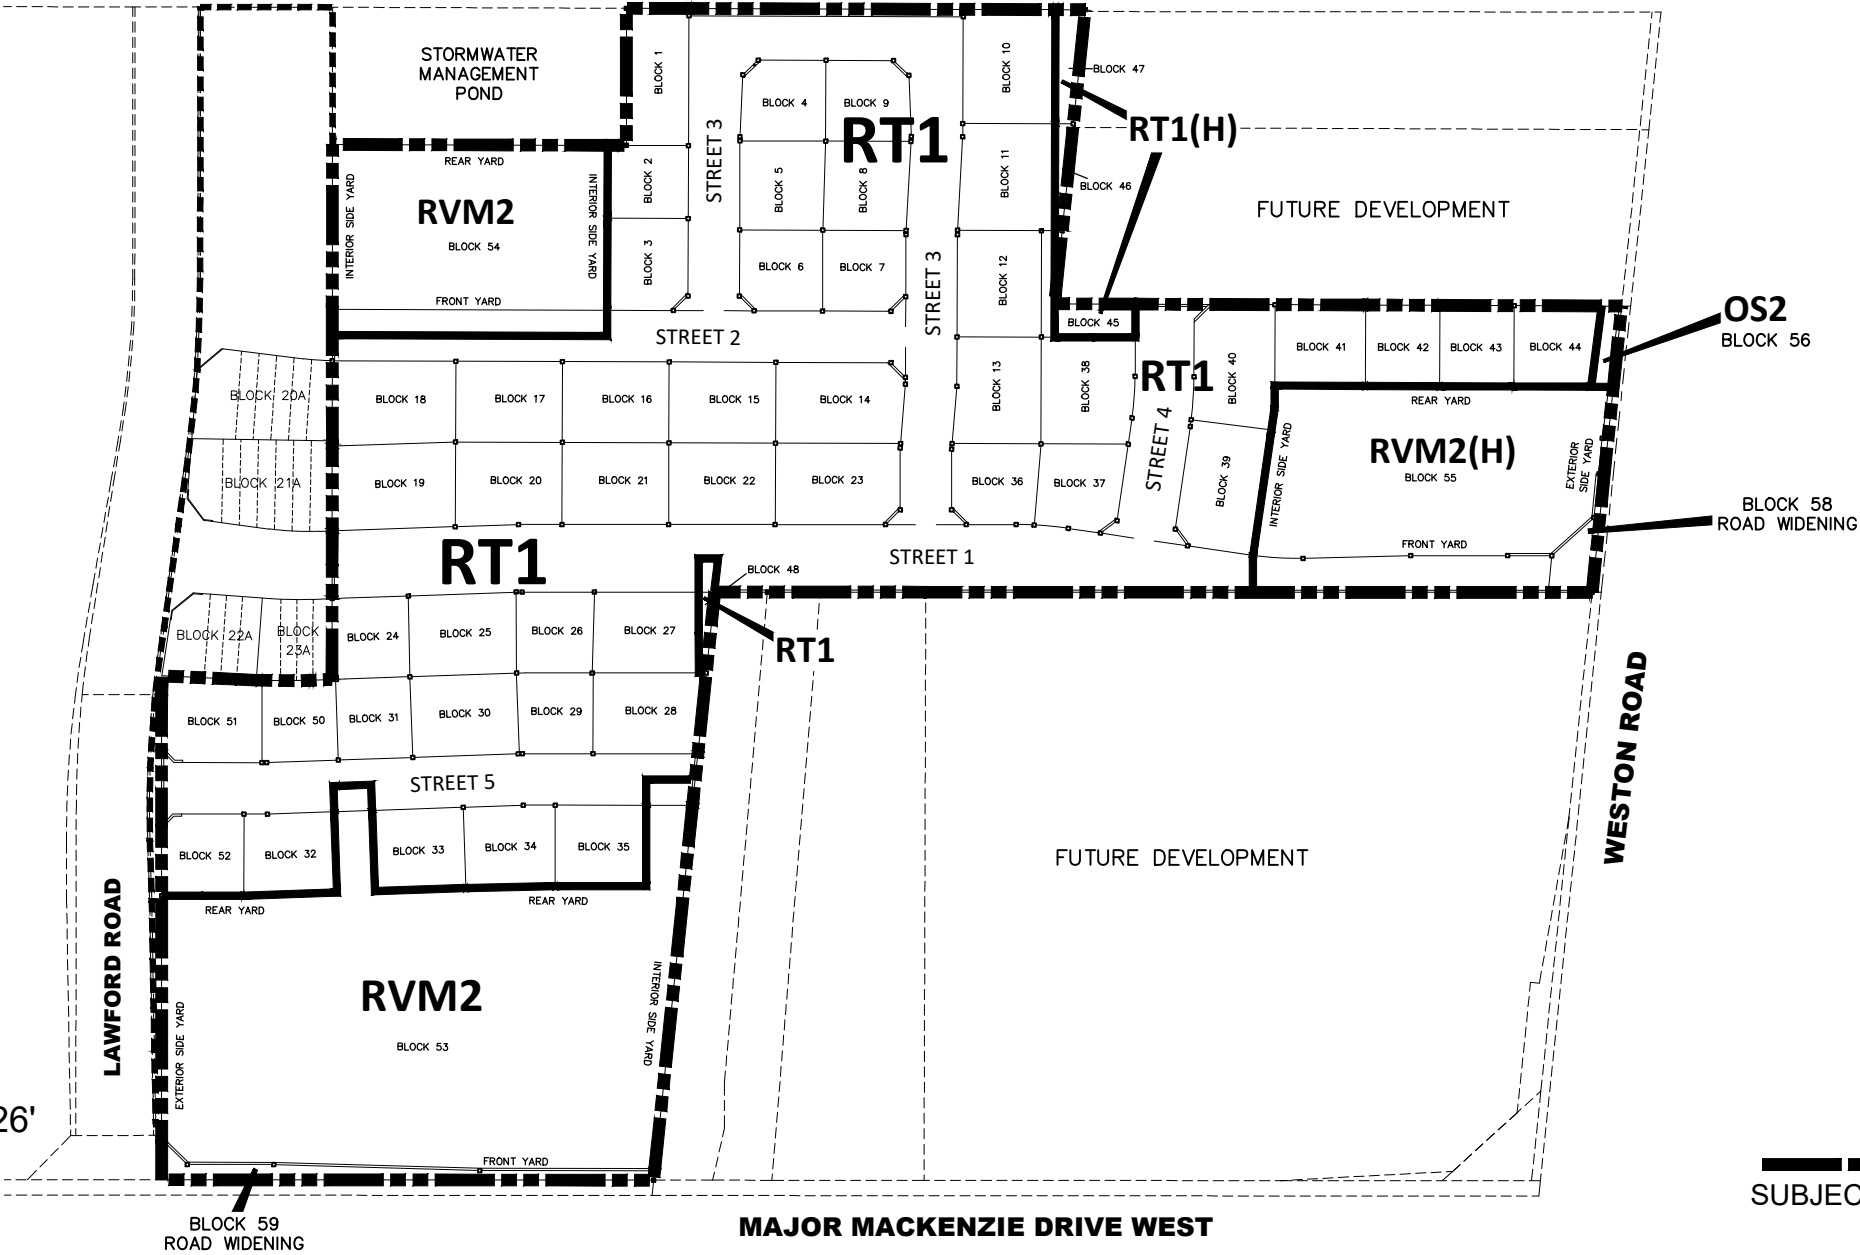 STORMWATER
MANAGEMENT
POND
BLOCK 1
BLOCK 10
BLOCK 47
BLOCK 4
BLOCK 9
RT1
RT1(H)
STREET 3
REAR YARD
BLOCK 2
BLOCK 5
BLOCK 8
BLOCK 11
BLOCK 46
INTERIOR SIDE YARD
RVM2
BLOCK 54
INTERIOR SIDE YARD
FUTURE DEVELOPMENT
BLOCK 3
BLOCK 6
BLOCK 7
STREET 3
BLOCK 12
FRONT YARD
STREET 2
BLOCK 45
OS2
BLOCK 56
BLOCK 41
BLOCK 42
BLOCK 43
BLOCK 44
BLOCK 13
BLOCK 38
RT1
BLOCK 40
BLOCK 20A
BLOCK 18
BLOCK 17
BLOCK 16
BLOCK 15
BLOCK 14
REAR YARD
STREET 4
INTERIOR SIDE YARD
RVM2(H)
BLOCK 55
EXTERIOR
SIDE YARD
BLOCK 21A
BLOCK 19
BLOCK 20
BLOCK 21
BLOCK 22
BLOCK 23
BLOCK 36
BLOCK 37
BLOCK 39
BLOCK 58
ROAD WIDENING
FRONT YARD
RT1
STREET 1
BLOCK 48
BLOCK 22A
BLOCK
23A
BLOCK 24
BLOCK 25
BLOCK 26
BLOCK 27
RT1
BLOCK 51
BLOCK 50
BLOCK 31
BLOCK 30
BLOCK 29
BLOCK 28
WESTON ROAD
STREET 5
BLOCK 52
BLOCK 32
BLOCK 33
BLOCK 34
BLOCK 35
FUTURE DEVELOPMENT
REAR YARD
REAR YARD
LAWFORD ROAD
RVM2
BLOCK 53
EXTERIOR SIDE YARD
INTERIOR SIDE YARD
26'
FRONT YARD
SUBJEC
BLOCK 59
ROAD WIDENING
MAJOR MACKENZIE DRIVE WEST